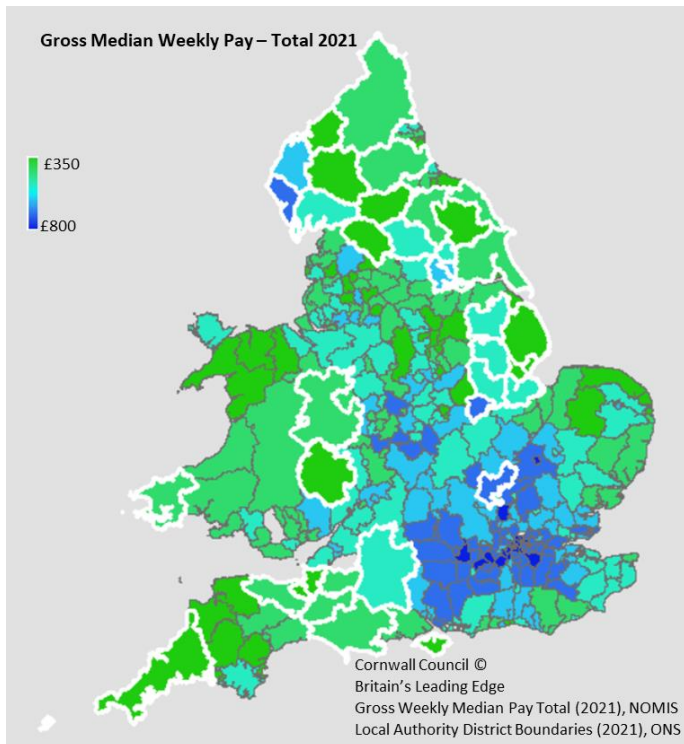 Gross Median Weekly Pay – Total 2021
£350
£800
Cornwall Council ©
Britain's Leading Edge
Gross Weekly Median Pay Total (2021), NOMIS
Local Authority District Boundaries (2021), ONS